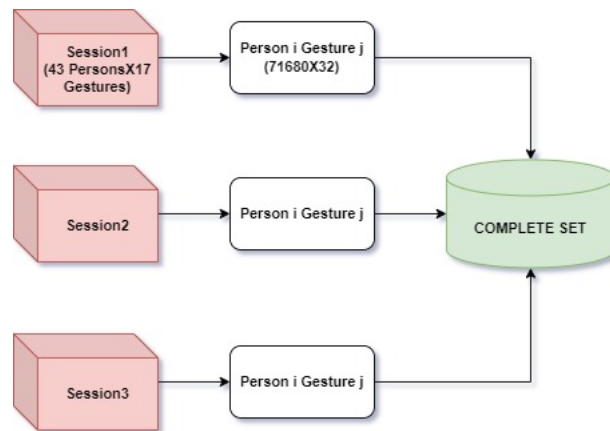 Session1
(43 PersonsX17
Gestures)
Person i Gesture j
(71680X32)
Session2
Person i Gesture j
COMPLETE SET
Session3
Person i Gesture j